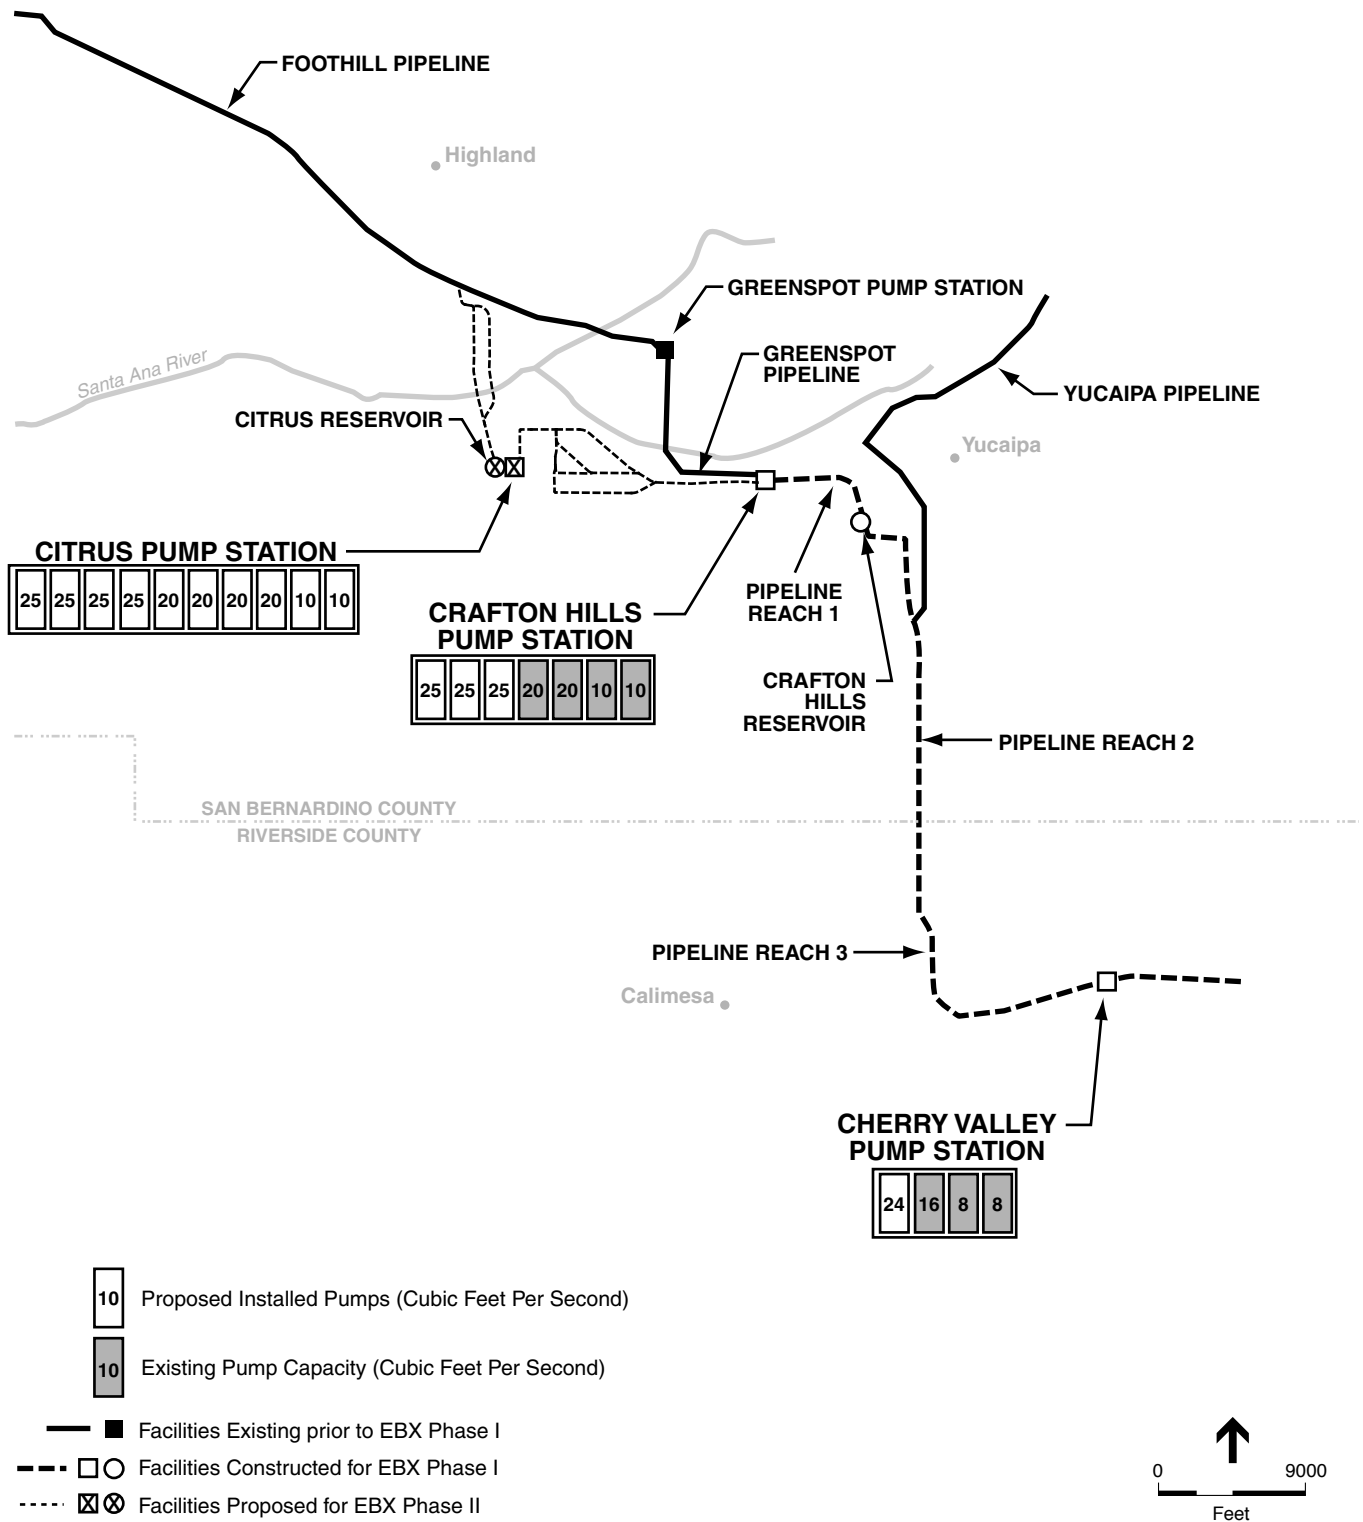 FOOTHILL PIPELINE
Highland
GREENSPOT PUMP STATION
GREENSPOT
PIPELINE
YUCAIPA PIPELINE
Santa Ana River
CITRUS RESERVOIR
Yucaipa
CITRUS PUMP STATION
25 25 25 25 20 20 20 20 10 10
CRAFTON HILLS
PUMP STATION
25 25 25 20 20 10 10
PIPELINE
REACH 1
CRAFTON
HILLS
RESERVOIR
PIPELINE REACH 2
SAN BERNARDINO COUNTY
RIVERSIDE COUNTY
PIPELINE REACH 3
Calimesa
CHERRY VALLEY
PUMP STATION
24 16 8 8
10 Proposed Installed Pumps (Cubic Feet Per Second)
10 Existing Pump Capacity (Cubic Feet Per Second)
Facilities Existing prior to EBX Phase I
Facilities Constructed for EBX Phase I
Facilities Proposed for EBX Phase II
0 9000
Feet